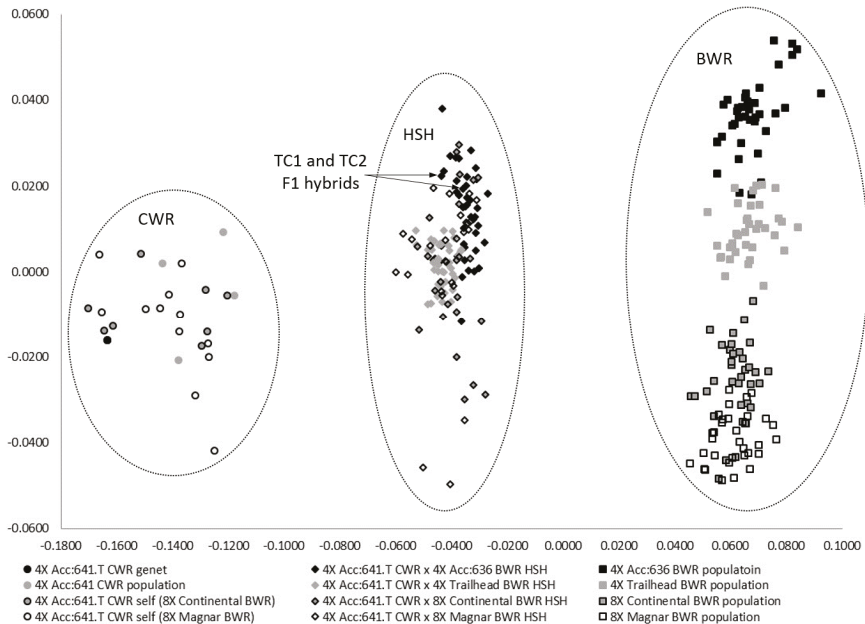 0.0600
BWR
0.0400
HSH
TC1 and TC2
F1 hybrids
0.0200
CWR
0.0000
-0.0200
-0.0400
-0.0600
-0.1800 -0.1600 -0.1400 -0.1200 -0.1000 -0.0800 -0.0600 -0.0400 -0.0200 0.0000 0.0200 0.0400 0.0600 0.0800 0.1000
4X Acc:641.T CWR genet
4X Acc:641 CWR population
4X Acc:641.T CWR self (8X Continental BWR)
4X Acc:641.T CWR self (8X Magnar BWR)
4X Acc:641.T CWR x 4X Acc:636 BWR HSH
4X Acc:641.T CWR x 4X Trailhead BWR HSH
4X Acc:641.T CWR x 8X Continental BWR HSH
4X Acc:641.T CWR x 8X Magnar BWR HSH
4X Acc:636 BWR populatoin
4X Trailhead BWR population
8X Continental BWR population
8X Magnar BWR population